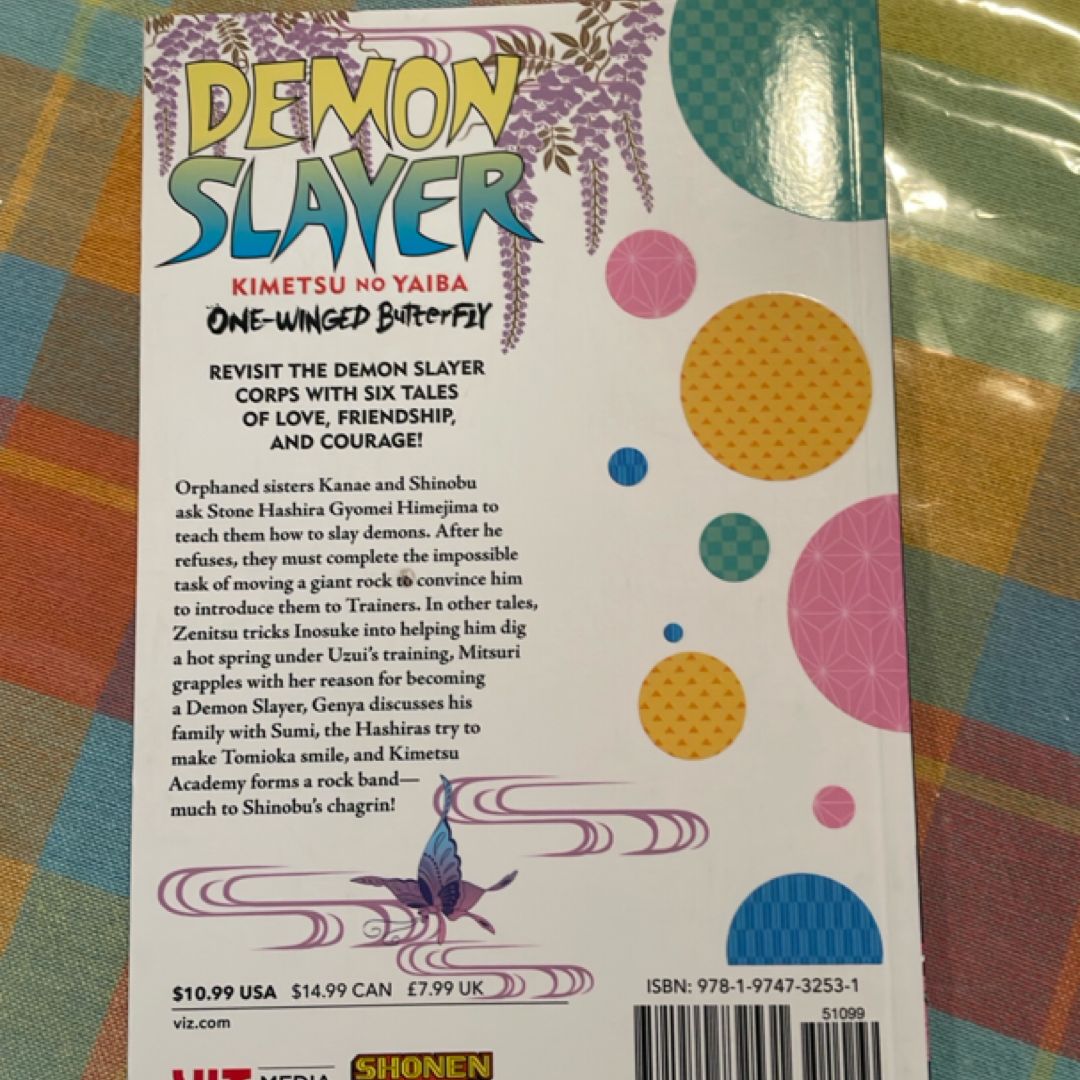 DEMON
SLAYER
KIMETSU NO YAIBA
ONE-WINGED ButterFlY
REVISIT THE DEMON SLAYER
CORPS WITH SIX TALES
OF LOVE, FRIENDSHIP,
AND COURAGE!
Orphaned sisters Kanae and Shinobu
ask Stone Hashira Gyomei Himejima to
teach them how to slay demons. After he
refuses, they must complete the impossible
task of moving a giant rock to convince him
to introduce them to Trainers. In other tales,
Zenitsu tricks Inosuke into helping him dig
a hot spring under Uzui's training, Mitsuri
grapples with her reason for becoming
a Demon Slayer, Genya discusses his
family with Sumi, the Hashiras try to
make Tomioka smile, and Kimetsu
Academy forms a rock band—
much to Shinobu's chagrin!
$10.99 USA $14.99 CAN £7.99 UK
viz.com
VIZ MEDIA
SHONEN
ISBN: 978-1-9747-3253-1
51099